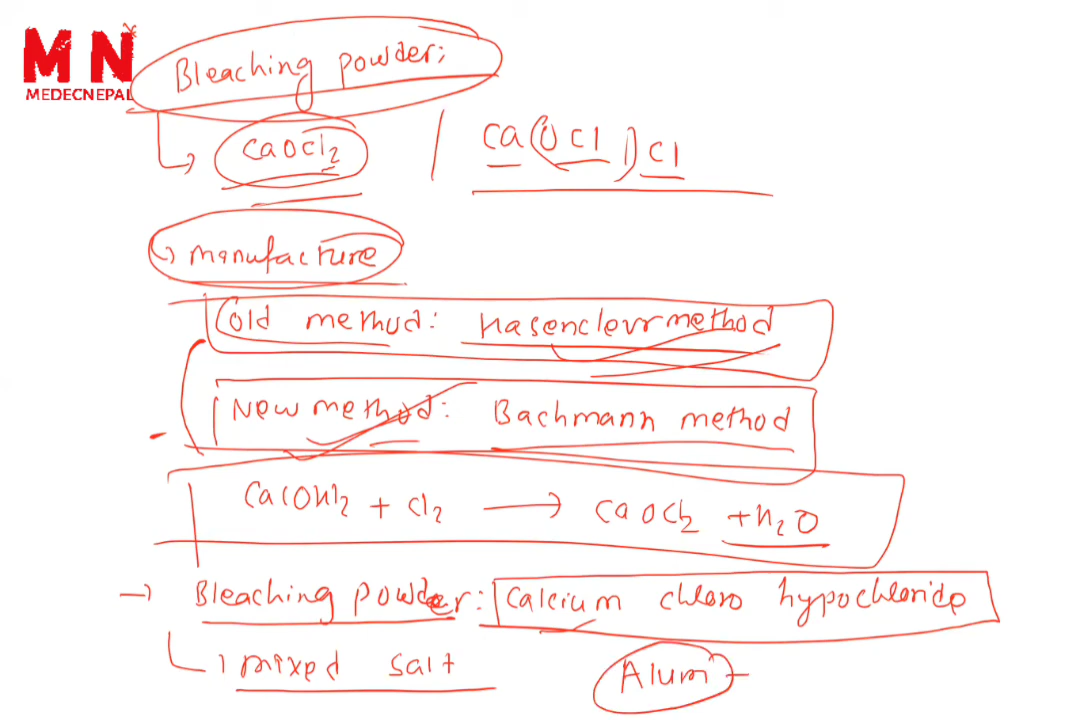 MN
MEDECNEPAL
Bleaching powder;
CaOCl2 | Ca(OCl)Cl
manufacture
Cold method: Hasenclevr method
New method: Bachmann method
Ca(OH)2 + Cl2 → CaOCl2 + H2O
→ Bleaching powder: Calcium chloro hypochloride
mixed salt Alum